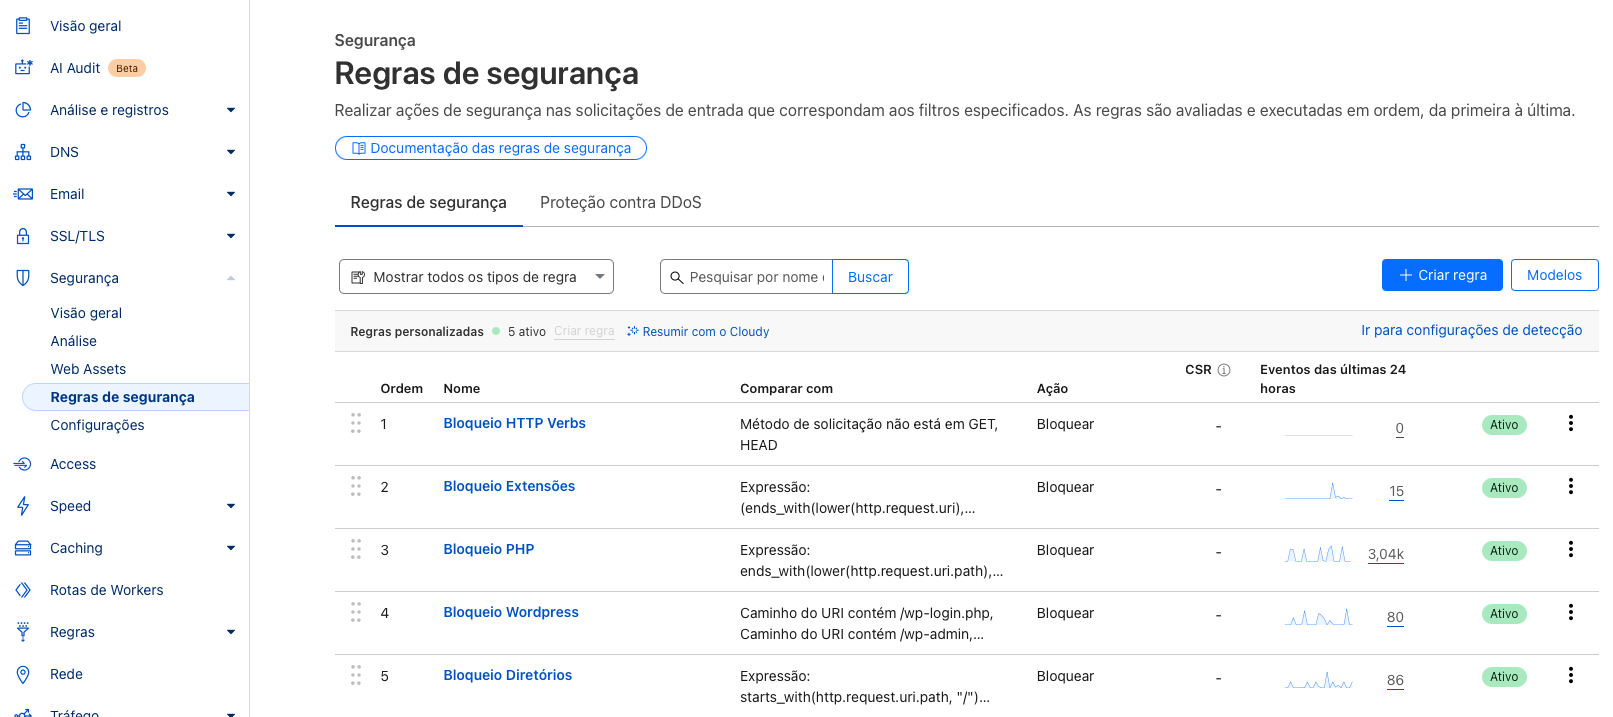 Visão geral
AI Audit Beta
Análise e registros
DNS
Email
SSL/TLS
Segurança
Visão geral
Análise
Web Assets
Regras de segurança
Configurações
Access
Speed
Caching
Rotas de Workers
Regras
Rede
Tráfego
Segurança
Regras de segurança
Realizar ações de segurança nas solicitações de entrada que correspondam aos filtros especificados. As regras são avaliadas e executadas em ordem, da primeira à última.
Documentação das regras de segurança
Regras de segurança Proteção contra DDoS
Mostrar todos os tipos de regra Pesquisar por nome Buscar + Criar regra Modelos
Regras personalizadas 5 ativo Criar regra Resumir com o Cloudy Ir para configurações de detecção
Ordem Nome Comparar com Ação CSR Eventos das últimas 24
horas
1 Bloqueio HTTP Verbs Método de solicitação não está em GET, Bloquear - 0 Ativo
HEAD
2 Bloqueio Extensões Expressão: Bloquear - 15 Ativo
(ends_with(lower(http.request.uri),...
3 Bloqueio PHP Expressão: Bloquear - 3,04k Ativo
ends_with(lower(http.request.uri.path),...
4 Bloqueio Wordpress Caminho do URI contém /wp-login.php, Bloquear - 80 Ativo
Caminho do URI contém /wp-admin,...
5 Bloqueio Diretórios Expressão: Bloquear - 86 Ativo
starts_with(http.request.uri.path, "/")...